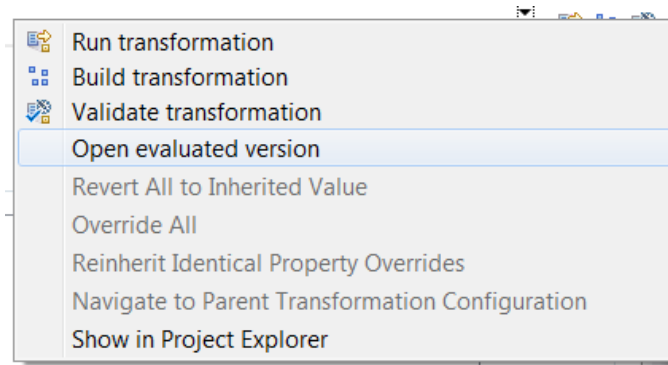 Run transformation
Build transformation
Validate transformation
Open evaluated version
Revert All to Inherited Value
Override All
Reinherit Identical Property Overrides
Navigate to Parent Transformation Configuration
Show in Project Explorer